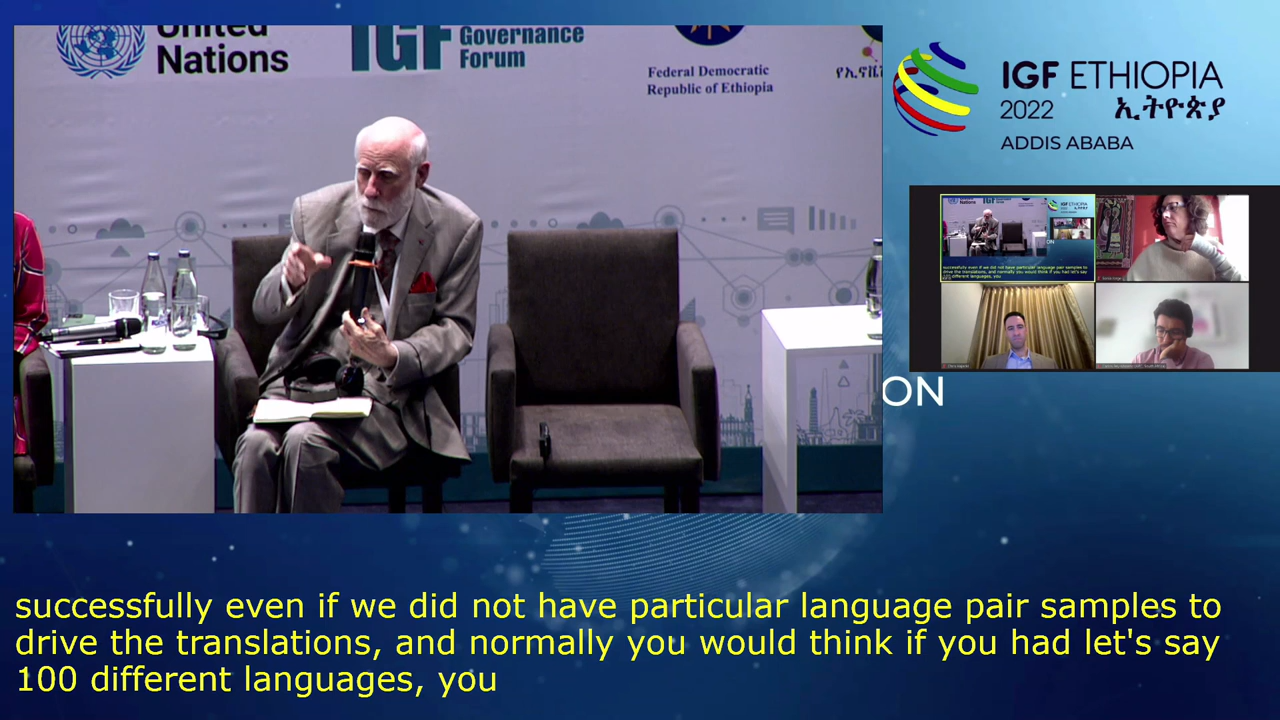 United
Nations
IGF
Governance
Forum
Federal Democratic
Republic of Ethiopia
IGF ETHIOPIA
2022 ኢትዮጵያ
ADDIS ABABA
ON
successfully even if we did not have particular language pair samples to
drive the translations, and normally you would think if you had let's say
100 different languages, you